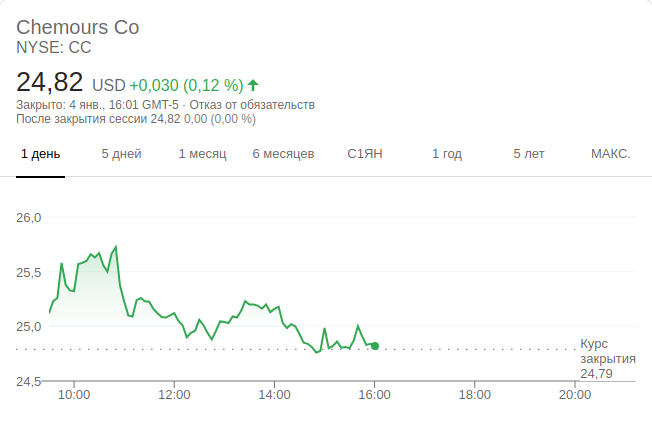 Chemours Co
NYSE: CC
24,82 USD +0,030 (0,12 %)
Закрыто: 4 янв., 16:01 GMT-5 · Отказ от обязательств
После закрытия сессии 24,82 0,00 (0,00 %)
1 день 5 дней 1 месяц 6 месяцев С1ЯН 1 год 5 лет МАКС.
26,0
25,5
25,0
Курс
закрытия
24,79
24,5
10:00 12:00 14:00 16:00 18:00 20:00